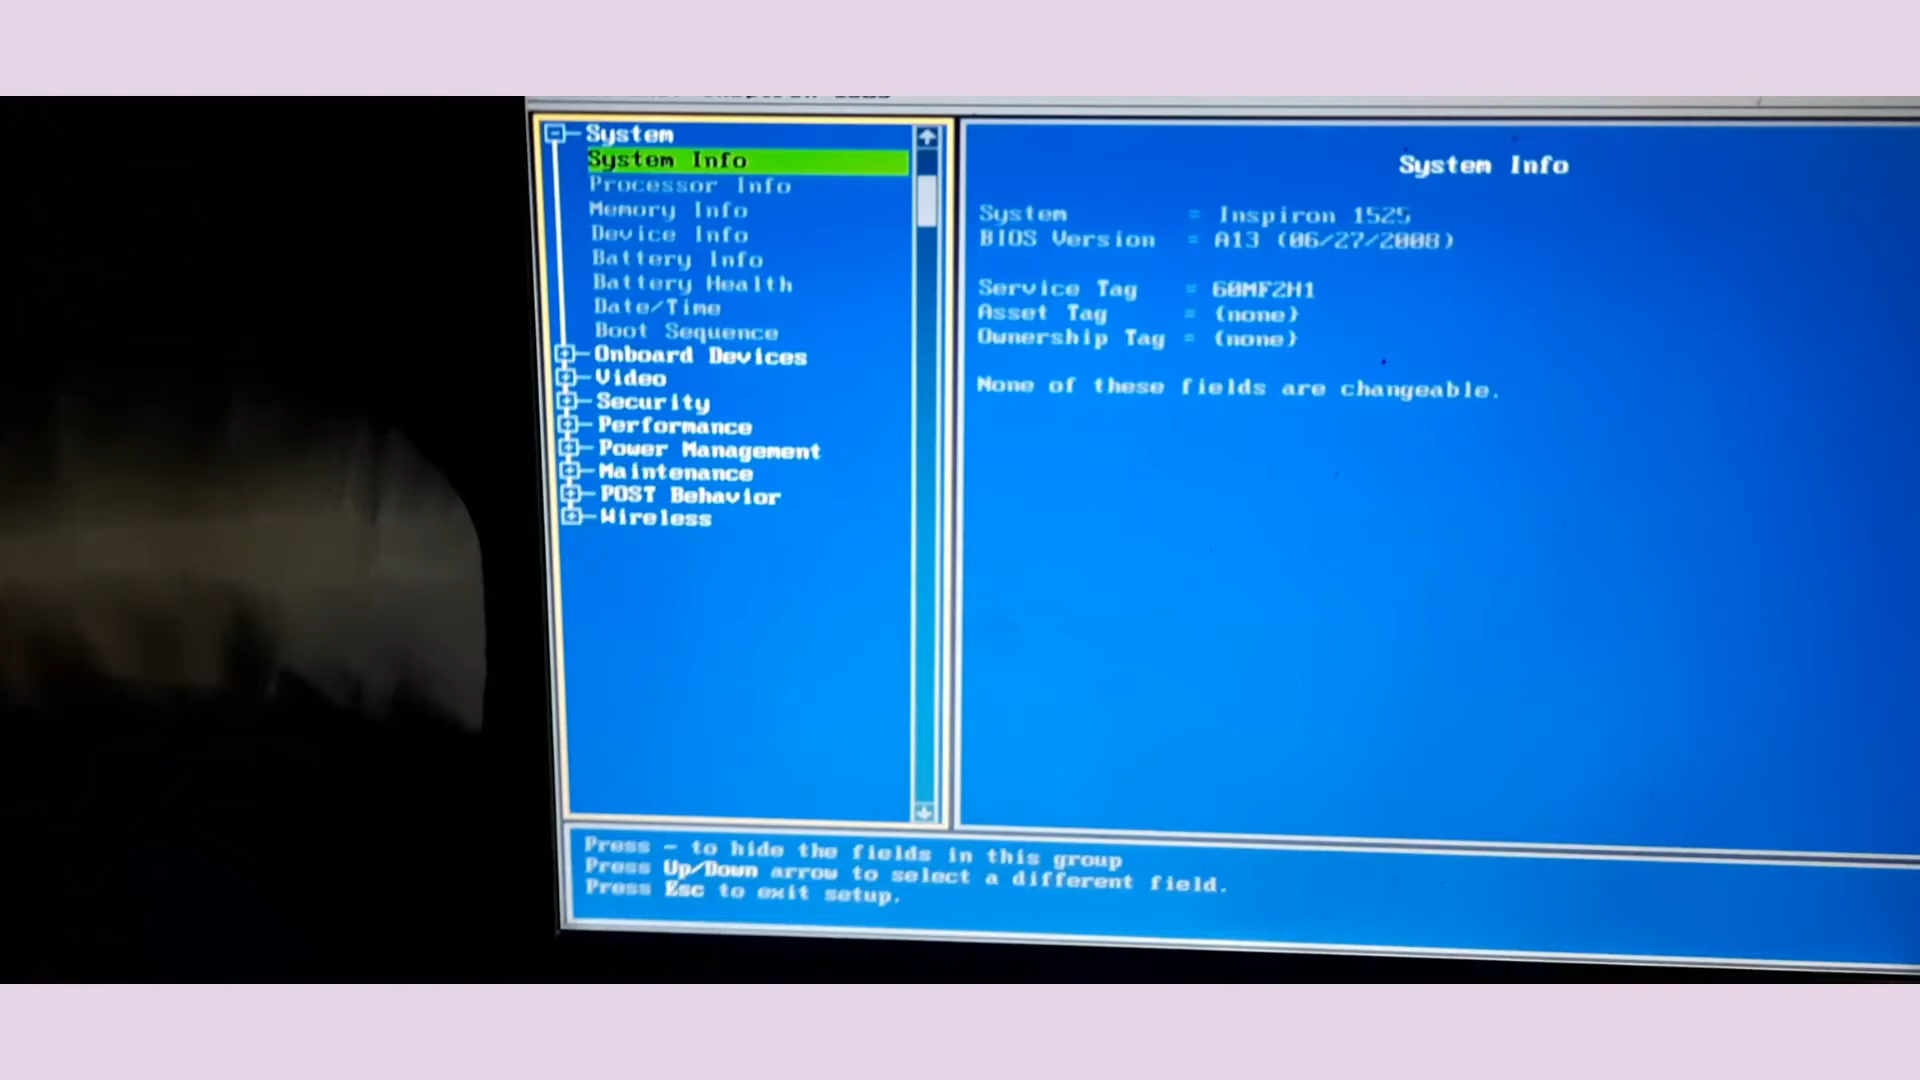 System
System Info
Processor Info
Memory Info
Device Info
Battery Info
Battery Health
Date/Time
Boot Sequence
Onboard Devices
Video
Security
Performance
Power Management
Maintenance
POST Behavior
Wireless
System Info
System = Inspiron 1525
BIOS Version = A13 (06/27/2008)
Service Tag = 60MFZH1
Asset Tag = (none)
Ownership Tag = (none)
None of these fields are changeable.
Press - to hide the fields in this group
Press Up/Down arrow to select a different field.
Press Esc to exit setup.